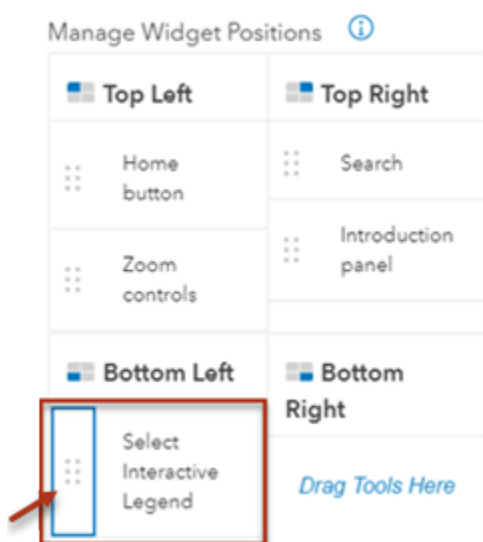 Manage Widget Positions
Top Left
Top Right
Home
button
Search
Zoom
controls
Introduction
panel
Bottom Left
Bottom
Right
Select
Interactive
Legend
Drag Tools Here